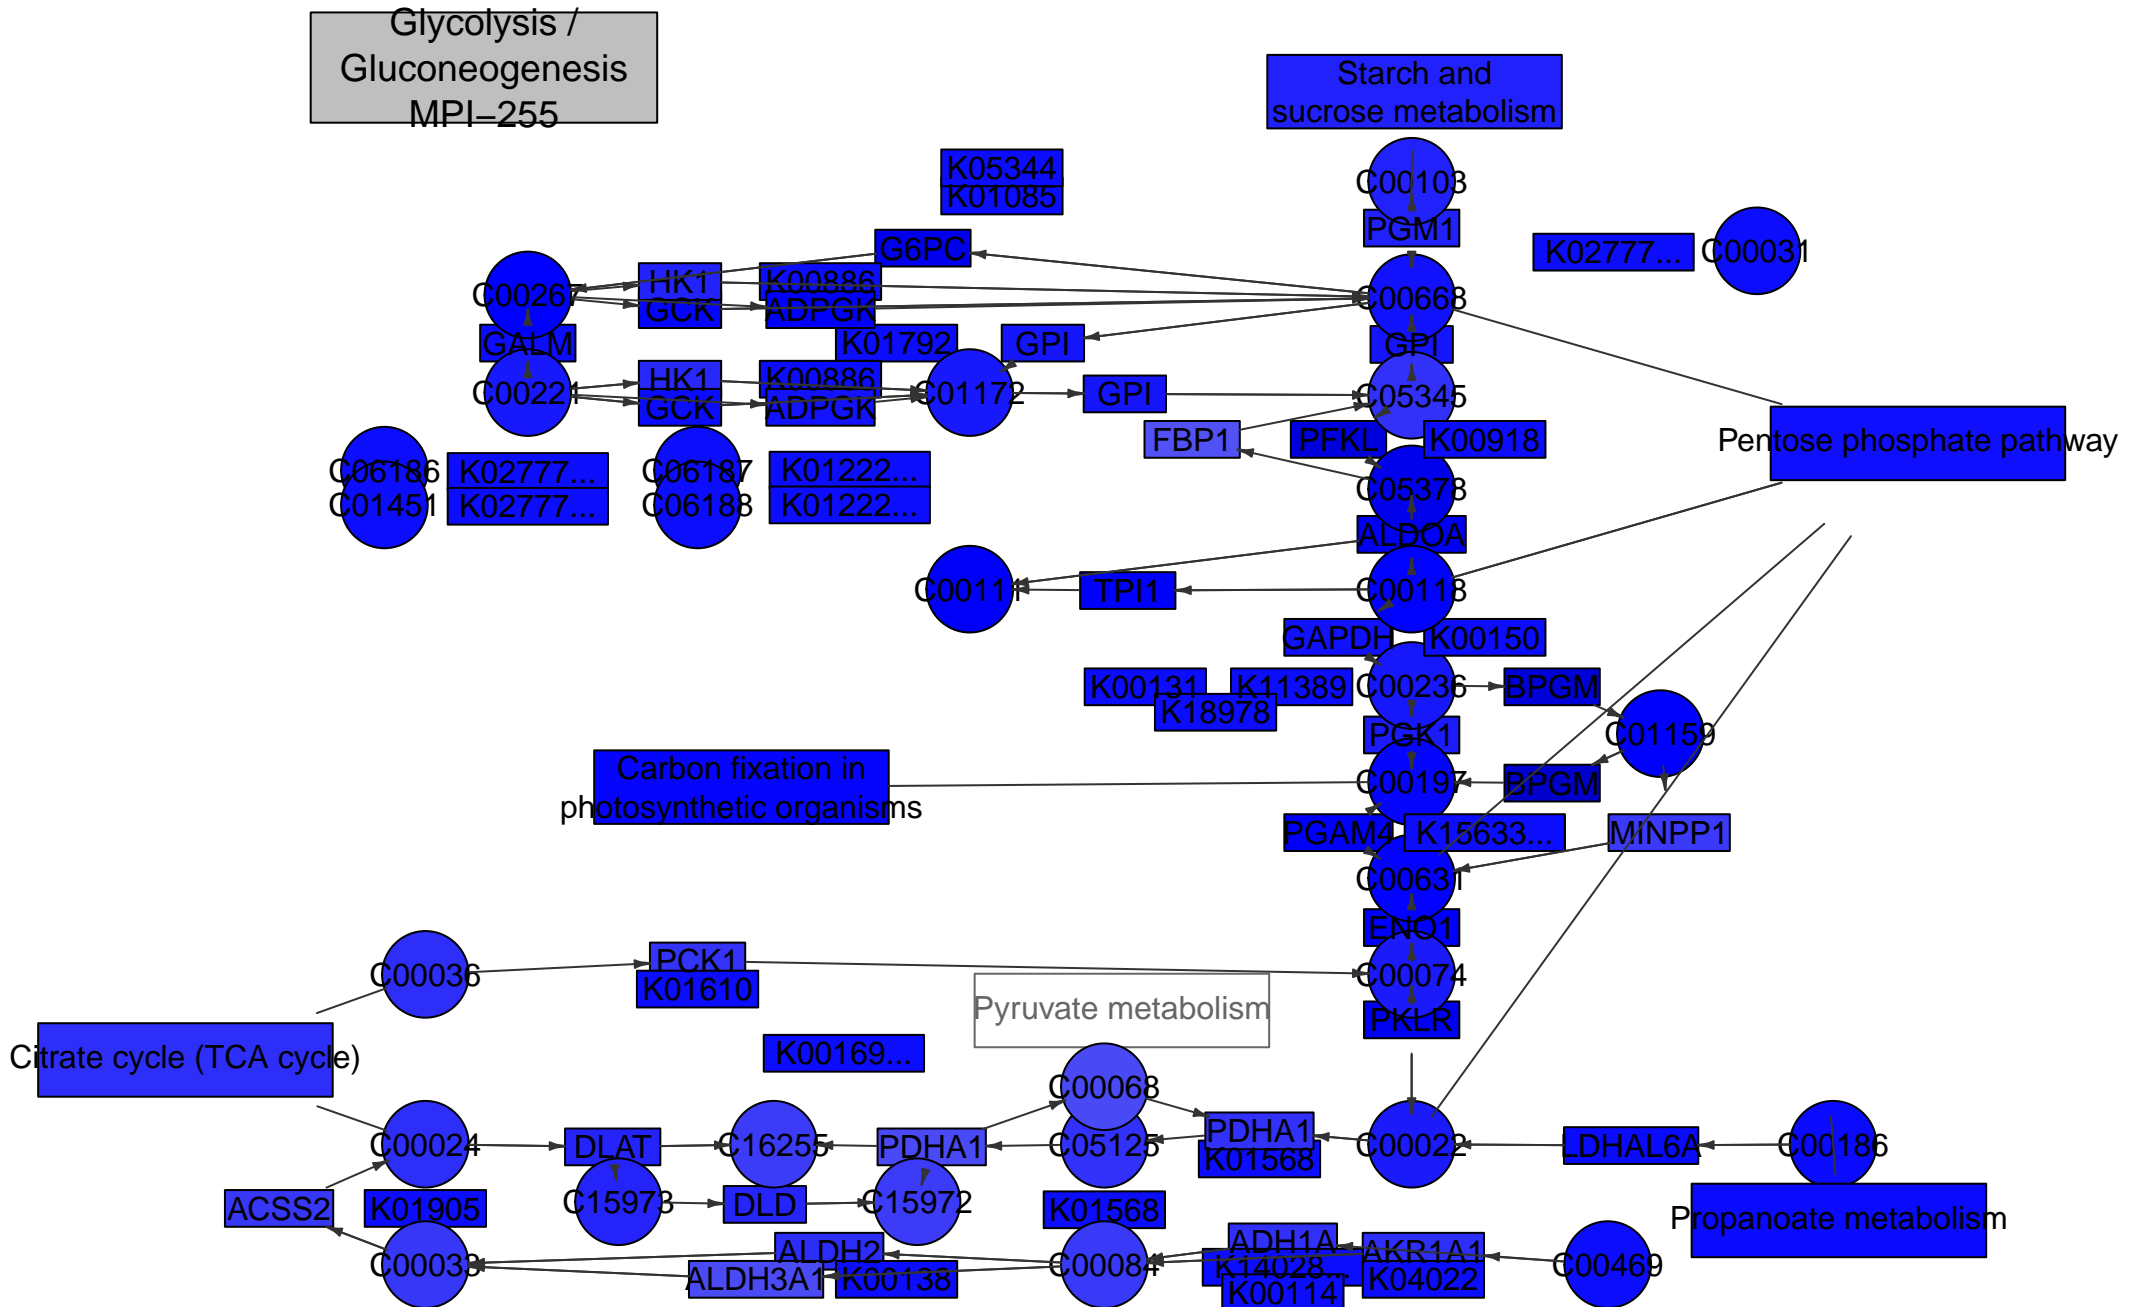 Glycolysis /
Gluconeogenesis
MPI–255
Starch and
sucrose metabolism
K05344
K01085
C00103
PGM1
G6PC
K02777...
C00031
C00267
HK1
K00886
GCK
ADPGK
C00668
GALM
K01792
GPI
GPI
C00221
HK1
K00886
GCK
ADPGK
C01172
GPI
C05345
FBP1
PFKL
K00918
Pentose phosphate pathway
C06186
K02777...
C06187
K01222...
C05378
C01451
K02777...
C06188
K01222...
ALDOA
C00111
TPI1
C00118
GAPDH
K00150
K00131
K11389
C00236
BPGM
K18978
PGK1
C01159
Carbon fixation in
photosynthetic organisms
C00197
BPGM
PGAM4
K15633...
MINPP1
C00631
ENO1
C00036
PCK1
K01610
C00074
Pyruvate metabolism
PKLR
Citrate cycle (TCA cycle)
K00169...
C00068
C00024
DLAT
C16255
PDHA1
C05125
PDHA1
K01568
C00022
LDHAL6A
C00186
ACSS2
K01905
C15973
DLD
C15972
K01568
Propanoate metabolism
C00033
ALDH2
ALDH3A1
K00138
C00084
ADH1A
K14028...
K00114
AKR1A1
K04022
C00469